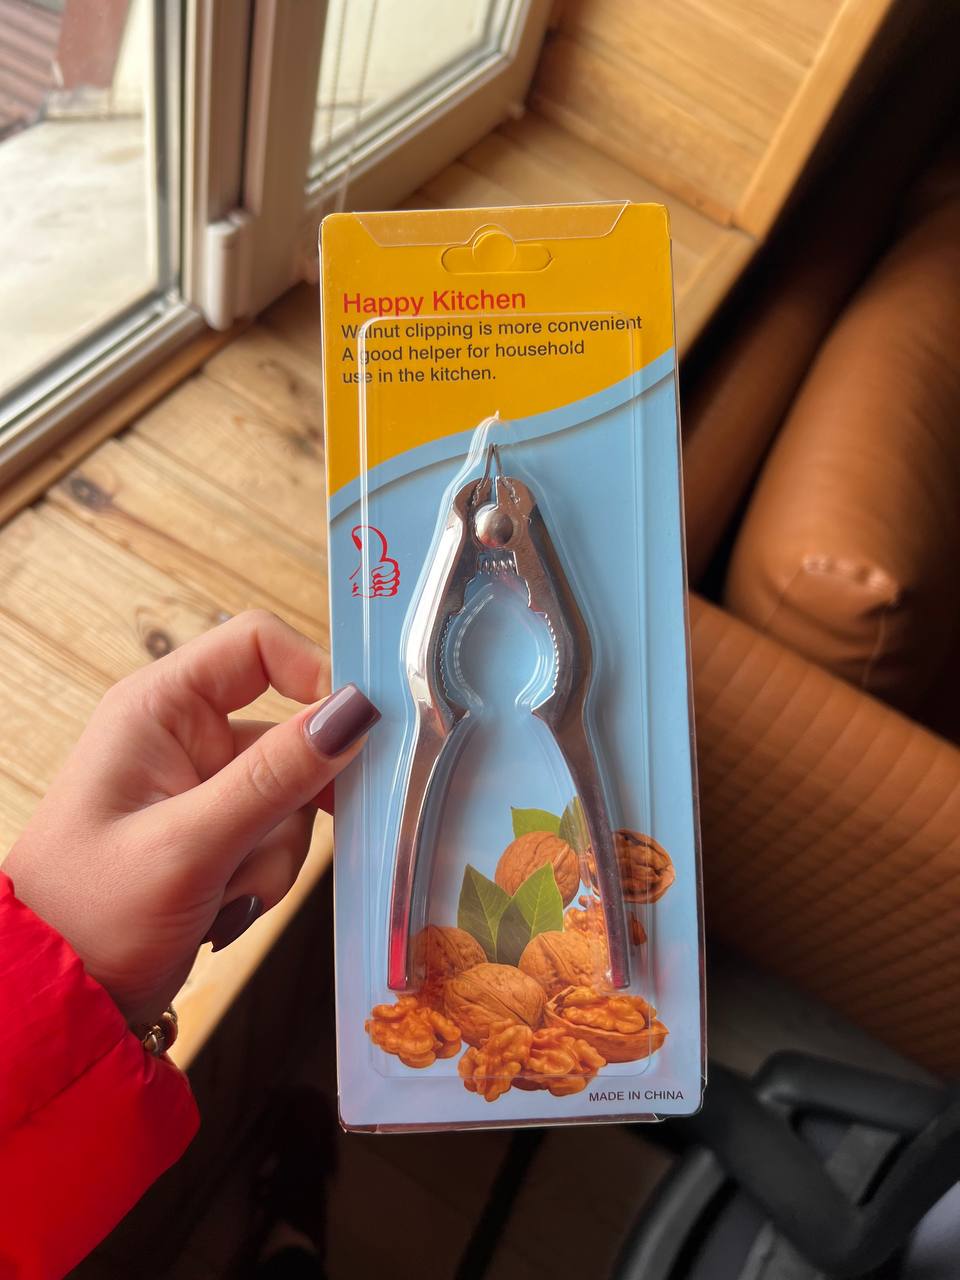 Happy Kitchen
Walnut clipping is more convenient
A good helper for household
use in the kitchen.
MADE IN CHINA